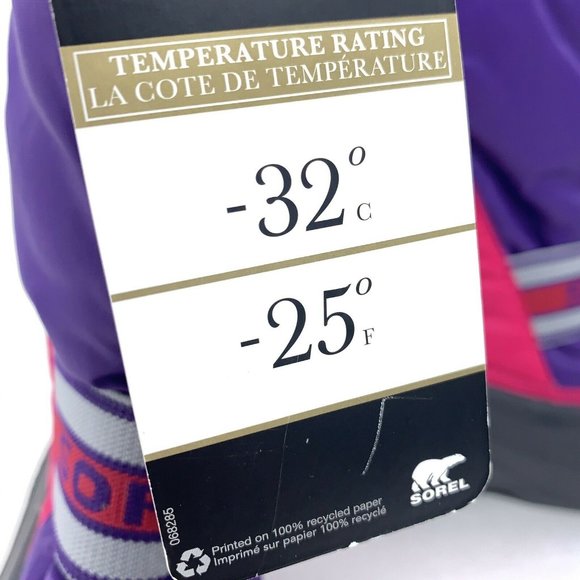 TEMPERATURE RATING
LA COTE DE TEMPÉRATURE
-32° C
-25° F
SOREL
068285
Printed on 100% recycled paper
Imprimé sur papier 100% recyclé